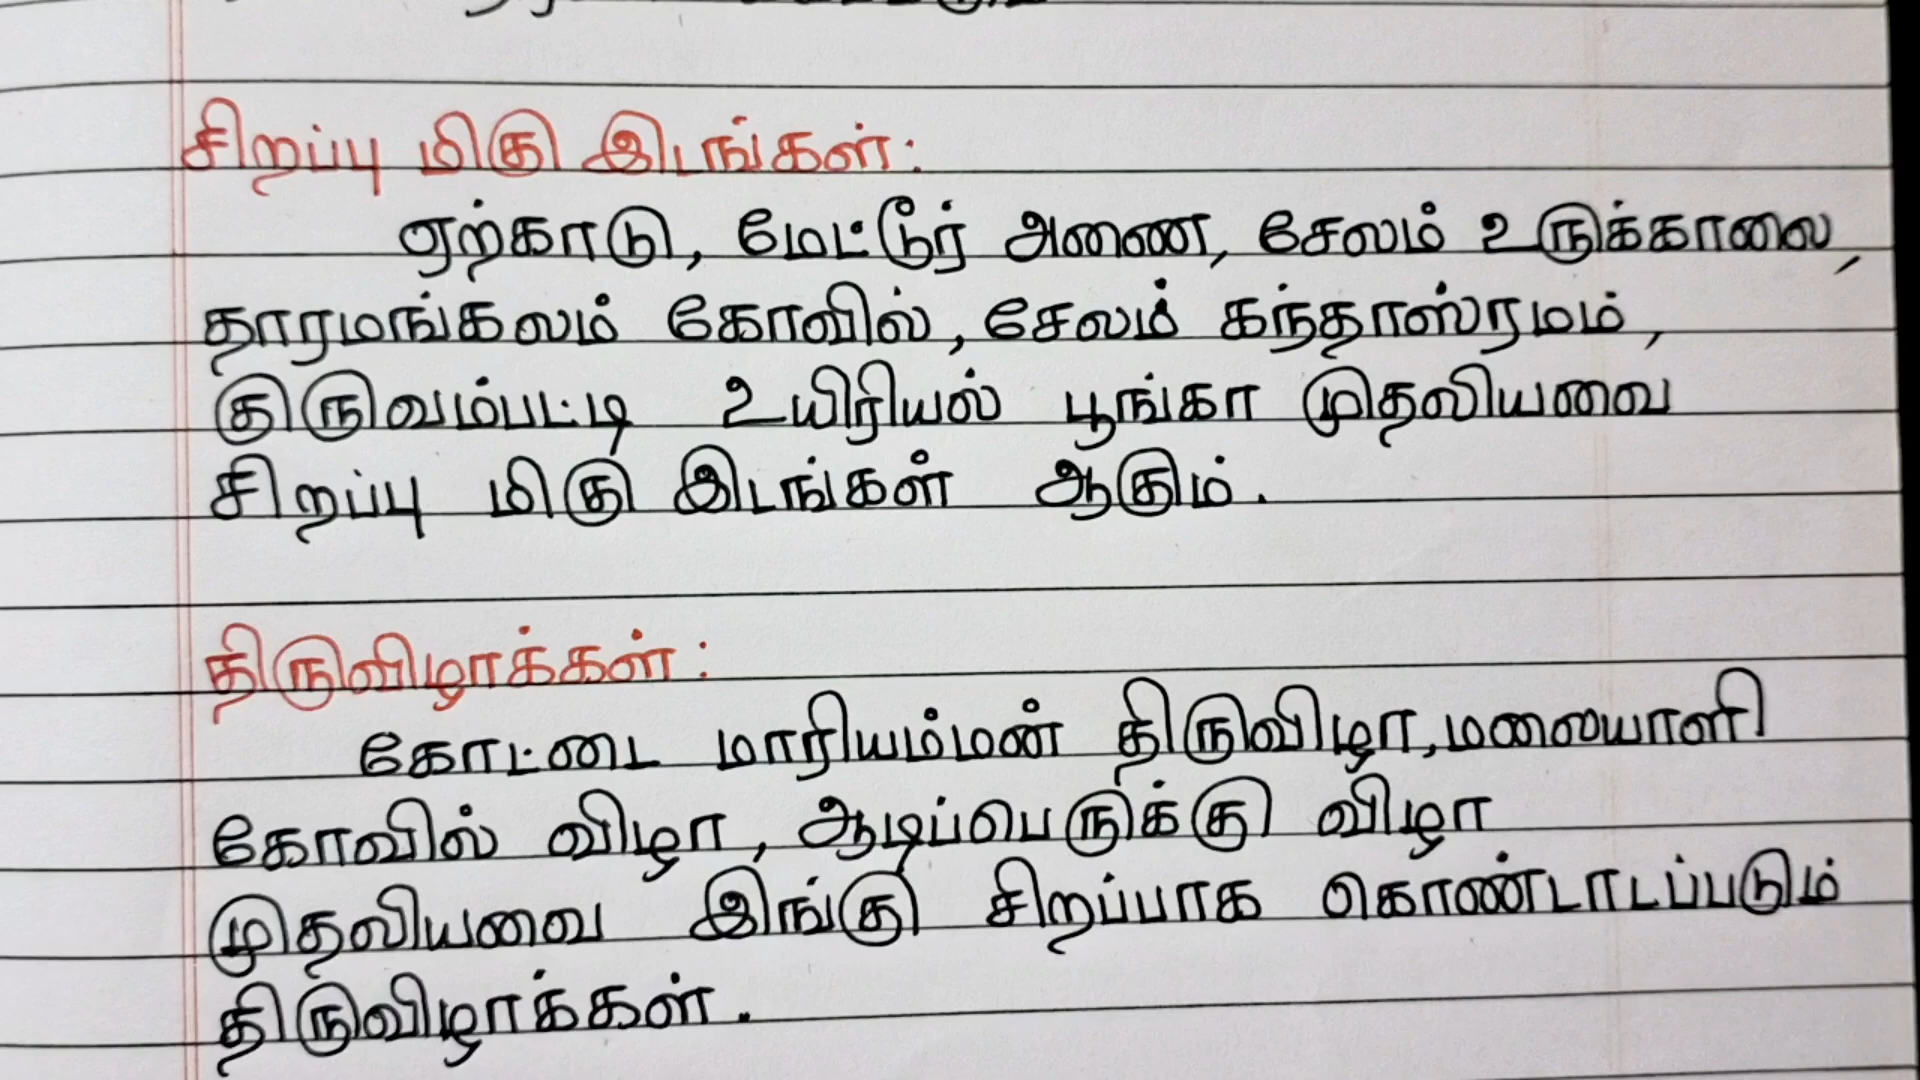 சிறப்பு மிகு இடங்கள்:
ஏற்காடு, மேட்டூர் அணை, சேலம் உருக்காலை,
தாரமங்கலம் கோவில், சேலம் கந்தாஸ்ரமம்,
குருவம்பட்டி உயிரியல் பூங்கா முதலியவை
சிறப்பு மிகு இடங்கள் ஆகும்.
திருவிழாக்கள்:
கோட்டை மாரியம்மன் திருவிழா, மலையாளி
கோவில் விழா, ஆடிப்பெருக்கு விழா
முதலியவை இங்கு சிறப்பாக கொண்டாடப்படும்
திருவிழாக்கள்.